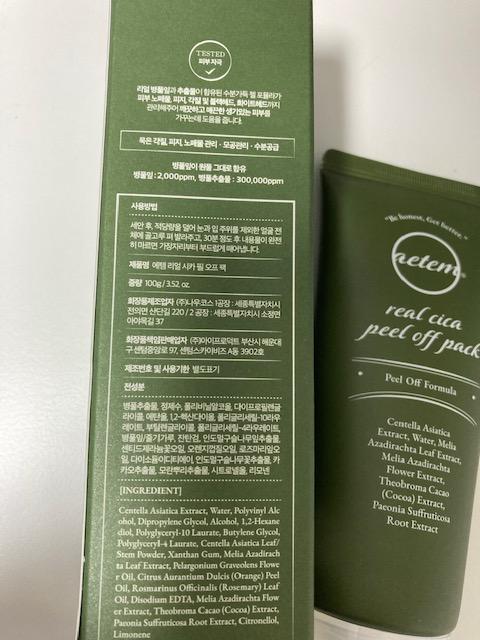 TESTED
피부 자극
리얼 병풀잎과 추출물이 함유된 수분가득 젤 포뮬라가
피부 노폐물, 피지, 각질 및 블랙헤드, 화이트헤드까지
관리해주어 깨끗하고 매끈한 생기있는 피부를
가꾸는데 도움을 줍니다.
묵은 각질, 피지, 노폐물 관리 · 모공관리 · 수분공급
병풀잎이 원물 그대로 함유
병풀잎 : 2,000ppm, 병풀추출물 : 300,000ppm
사용방법
세안 후, 적당량을 덜어 눈과 입 주위를 제외한 얼굴 전
체에 골고루 펴 발라주고, 30분 정도 후 내용물이 완전
히 마르면 가장자리부터 부드럽게 떼어냅니다.
제품명 에템 리얼 시카 필 오프 팩
중량 100g / 3.52 oz.
화장품제조업자 (주)나우코스 1공장 : 세종특별자치시
전의면 산단길 220 / 2 공장 : 세종특별자치시 소정면
아야목길 37
화장품책임판매업자 (주)아이프로덕트 부산시 해운대
구 센텀중앙로 97, 센텀스카이비즈 A동 3902호
제조번호 및 사용기한 별도표기
전성분
병풀추출물, 정제수, 폴리비닐알코올, 다이프로필렌글
라이콜, 에탄올, 1,2-헥산다이올, 폴리글리세릴-10라우
레이트, 부틸렌글라이콜, 폴리글리세릴-4라우레이트,
병풀잎/줄기가루, 잔탄검, 인도멀구슬나무잎추출물,
센티드제라늄꽃오일, 오렌지껍질오일, 로즈마리잎오
일, 다이소듐이디티에이, 인도멀구슬나무꽃추출물, 카
카오추출물, 모란뿌리추출물, 시트로넬올, 리모넨
[INGREDIENT]
Centella Asiatica Extract, Water, Polyvinyl Alc
ohol, Dipropylene Glycol, Alcohol, 1,2-Hexane
diol, Polyglyceryl-10 Laurate, Butylene Glycol,
Polyglyceryl-4 Laurate, Centella Asiatica Leaf/
Stem Powder, Xanthan Gum, Melia Azadirach
ta Leaf Extract, Pelargonium Graveolens Flowe
r Oil, Citrus Aurantium Dulcis (Orange) Peel
Oil, Rosmarinus Officinalis (Rosemary) Leaf
Oil, Disodium EDTA, Melia Azadirachta Flow
er Extract, Theobroma Cacao (Cocoa) Extract,
Paeonia Suffruticosa Root Extract, Citronellol,
Limonene
"Be honest, Get better."
aetem
real cica
peel off pack
Peel Off Formula
Centella Asiatica
Extract, Water, Melia
Azadirachta Leaf Extract,
Melia Azadirachta
Flower Extract,
Theobroma Cacao
(Cocoa) Extract,
Paeonia Suffruticosa
Root Extract